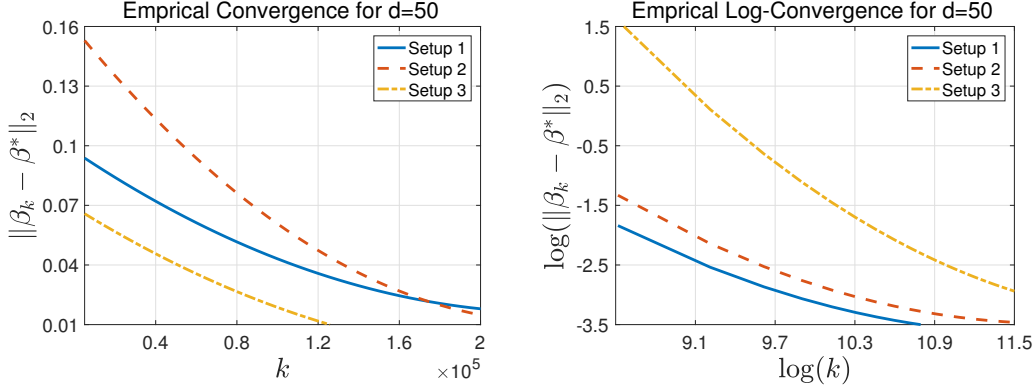 Emprical Convergence for d=50
0.16
0.13
0.1
0.07
0.04
0.01
‖β_k − β*‖_2
Setup 1
Setup 2
Setup 3
0.4
0.8
1.2
1.6
2
×10^5
k
Emprical Log-Convergence for d=50
1.5
0.5
-0.5
-1.5
-2.5
-3.5
log(‖β_k − β*‖_2)
Setup 1
Setup 2
Setup 3
9.1
9.7
10.3
10.9
11.5
log(k)